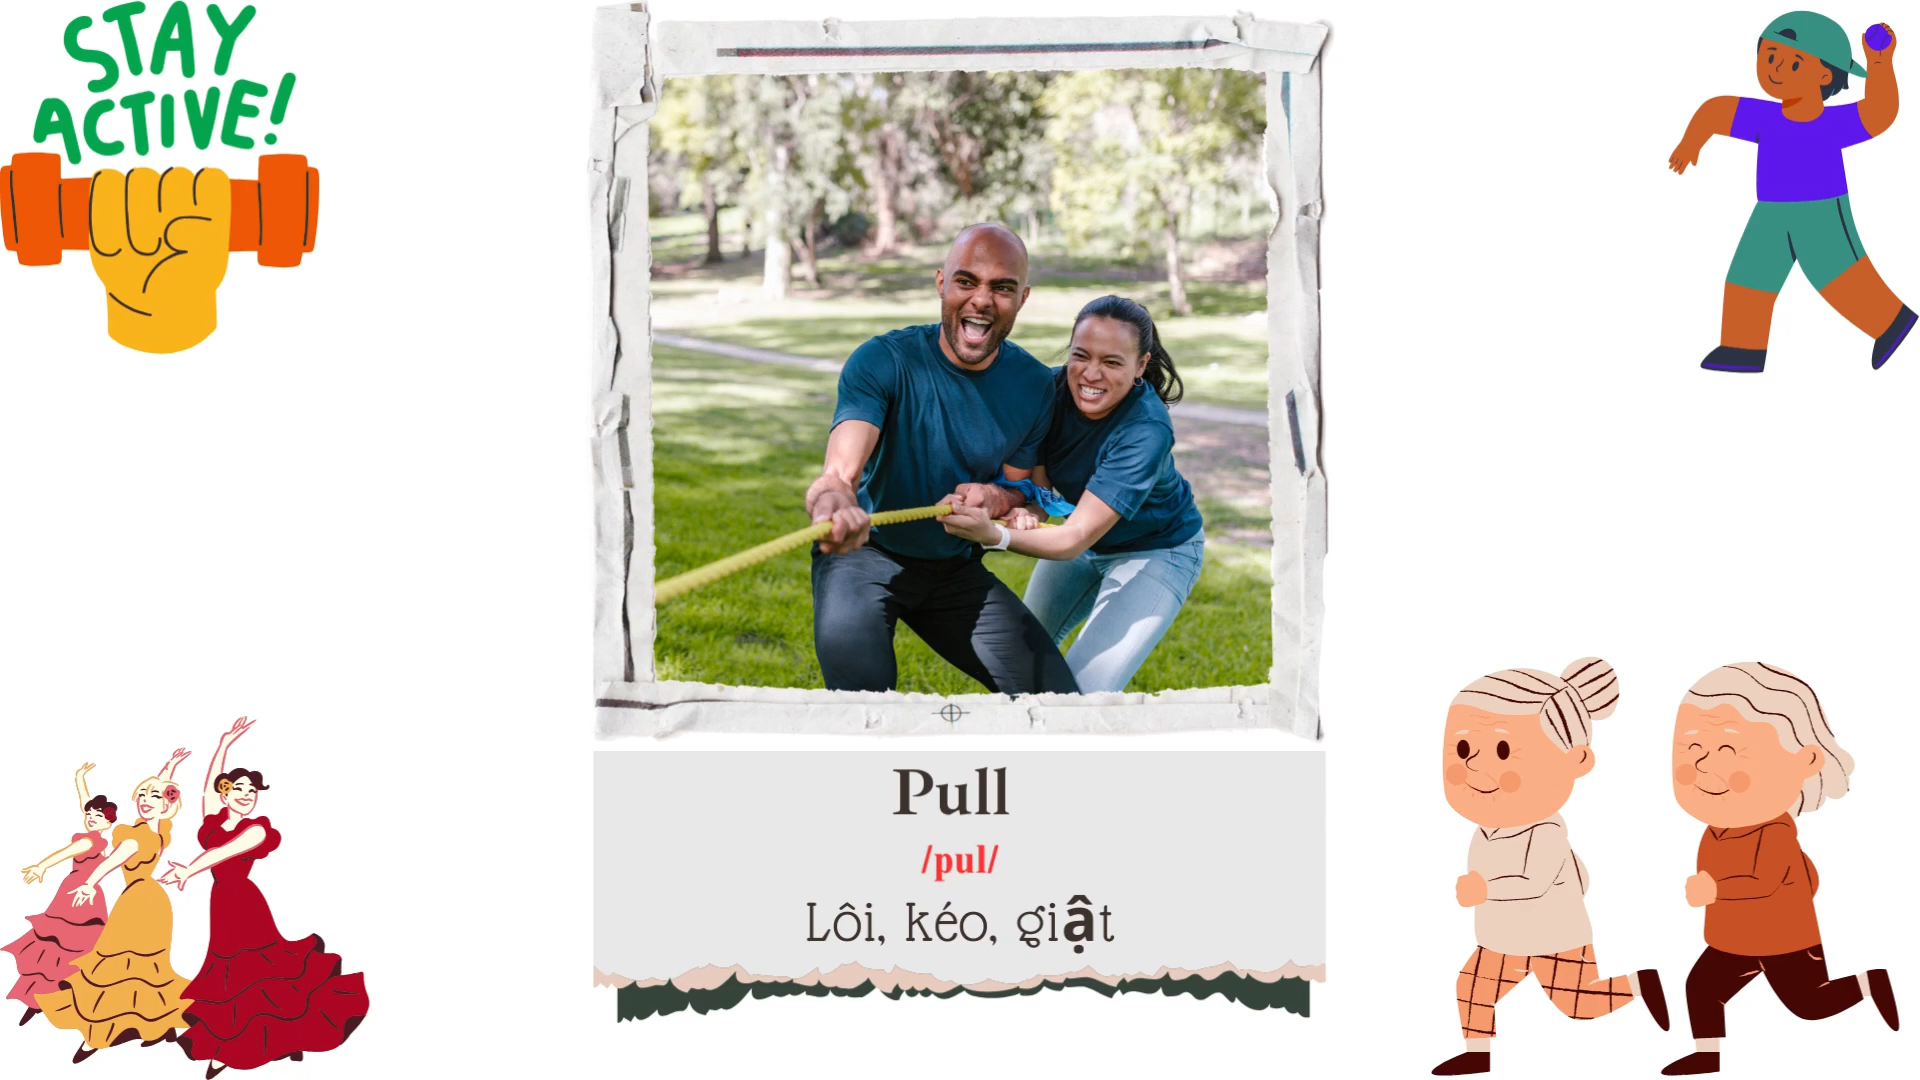 STAY
ACTIVE!
Pull
/pul/
Lôi, kéo, giật